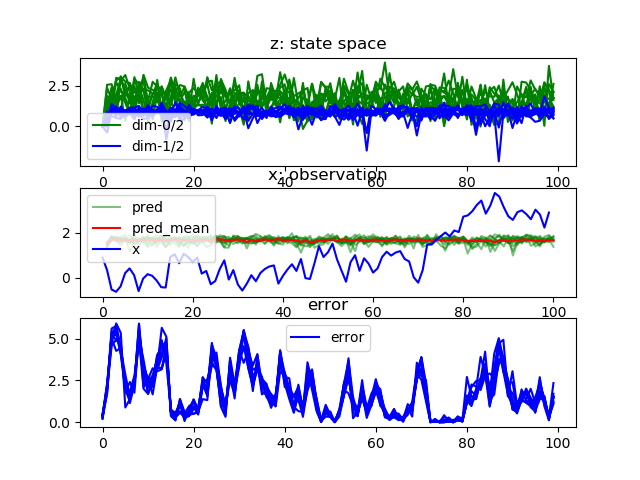 z: state space
2.5
0.0
dim-0/2
dim-1/2
0 20 40 60 80 100
x: observation
2
0
pred
pred_mean
x
0 20 40 60 80 100
error
5.0
2.5
0.0
error
0 20 40 60 80 100